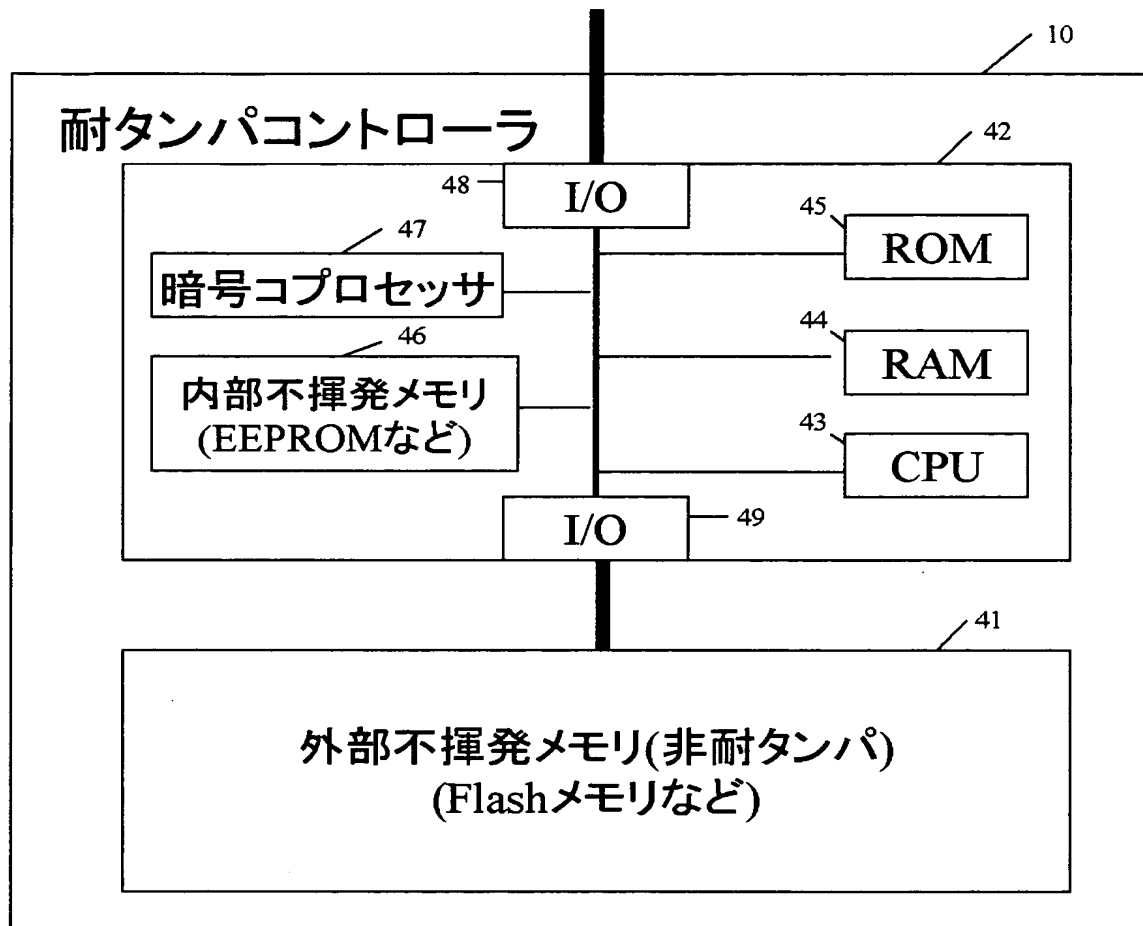 10
耐タンパコントローラ
42
48
I/O
45
ROM
47
暗号コプロセッサ
44
RAM
46
内部不揮発メモリ
(EEPROMなど)
43
CPU
I/O
49
41
外部不揮発メモリ(非耐タンパ)
(Flashメモリなど)